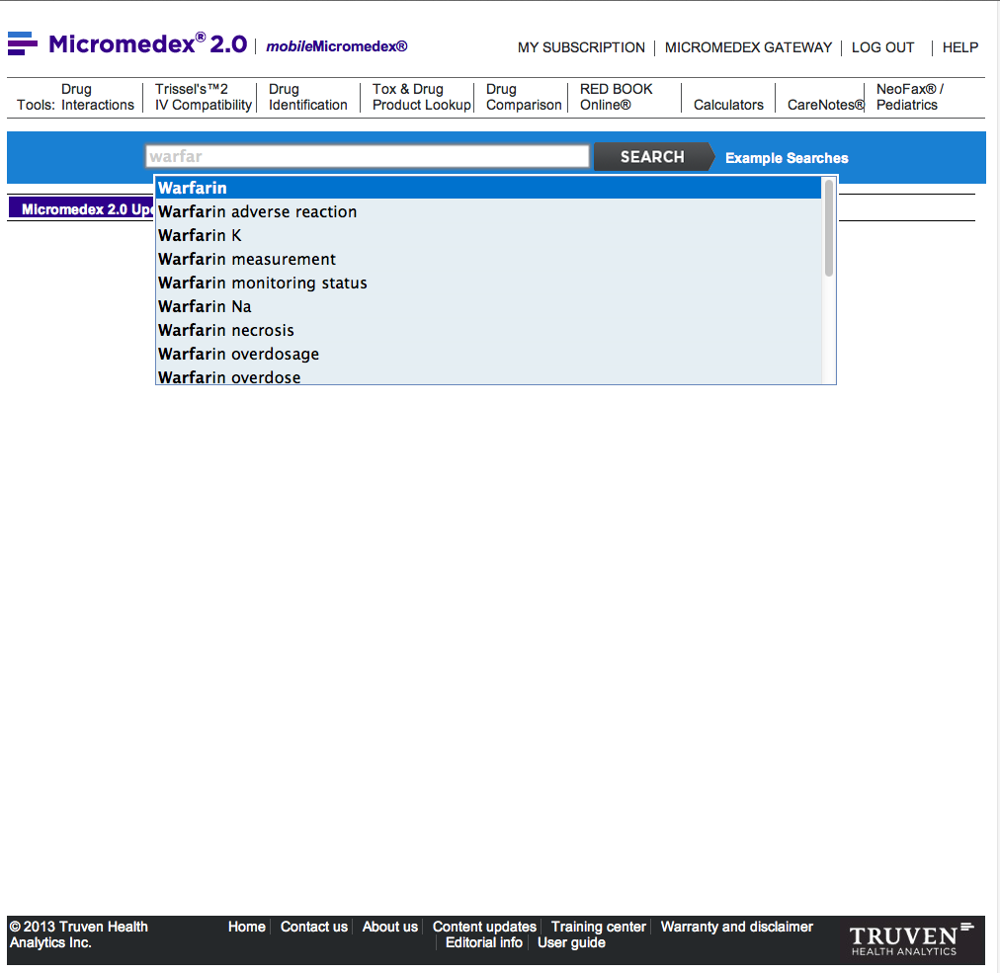 Micromedex® 2.0 | mobileMicromedex®
MY SUBSCRIPTION | MICROMEDEX GATEWAY | LOG OUT | HELP
Tools:
Drug
Interactions
Trissel's™2
IV Compatibility
Drug
Identification
Tox & Drug
Product Lookup
Drug
Comparison
RED BOOK
Online®
Calculators
CareNotes®
NeoFax® /
Pediatrics
warfar
SEARCH
Example Searches
Micromedex 2.0
Warfarin
Warfarin adverse reaction
Warfarin K
Warfarin measurement
Warfarin monitoring status
Warfarin Na
Warfarin necrosis
Warfarin overdosage
Warfarin overdose
© 2013 Truven Health
Analytics Inc.
Home | Contact us | About us | Content updates | Training center | Warranty and disclaimer
Editorial info | User guide
TRUVEN
HEALTH ANALYTICS